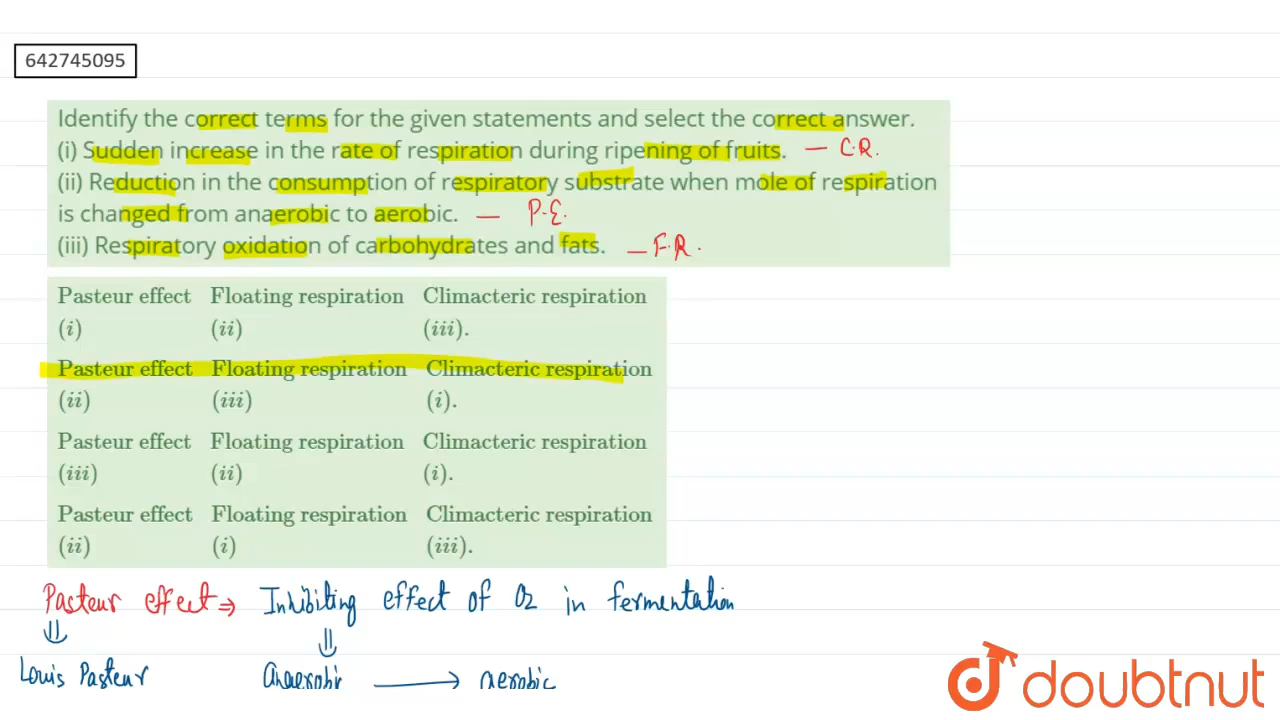 642745095
Identify the correct terms for the given statements and select the correct answer.
(i) Sudden increase in the rate of respiration during ripening of fruits. — C.R.
(ii) Reduction in the consumption of respiratory substrate when mole of respiration
is changed from anaerobic to aerobic. — P.E.
(iii) Respiratory oxidation of carbohydrates and fats. — F.R.
Pasteur effect Floating respiration Climacteric respiration
(i) (ii) (iii).
Pasteur effect Floating respiration Climacteric respiration
(ii) (iii) (i).
Pasteur effect Floating respiration Climacteric respiration
(iii) (ii) (i).
Pasteur effect Floating respiration Climacteric respiration
(ii) (i) (iii).
Pasteur effect ⇒ Inhibiting effect of O2 in fermentation
⇓ ⇓
Louis Pasteur Anaerobic ⟶ aerobic
doubtnut